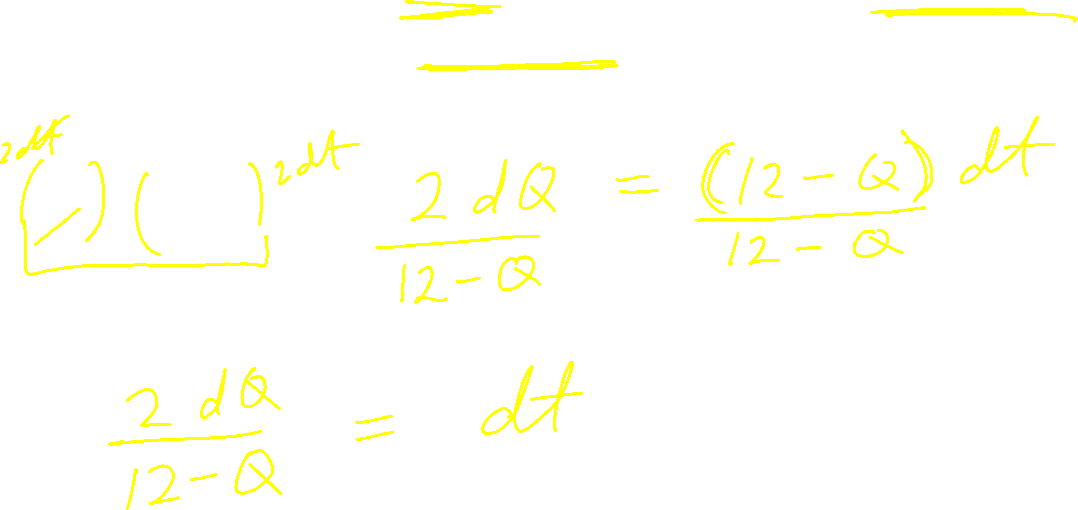 2dt ( ) ( ) 2dt 2 dQ / 12 - Q = (12 - Q) dt / 12 - Q
2 dQ / 12 - Q = dt